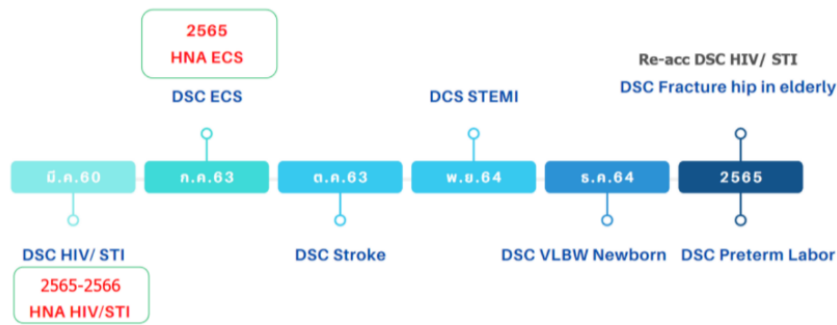 2565
HNA ECS
DSC ECS
DCS STEMI
Re-acc DSC HIV/ STI
DSC Fracture hip in elderly
มี.ค.60
ก.ค.63
ต.ค.63
พ.ย.64
ธ.ค.64
2565
DSC HIV/ STI
DSC Stroke
DSC VLBW Newborn
DSC Preterm Labor
2565-2566
HNA HIV/STI